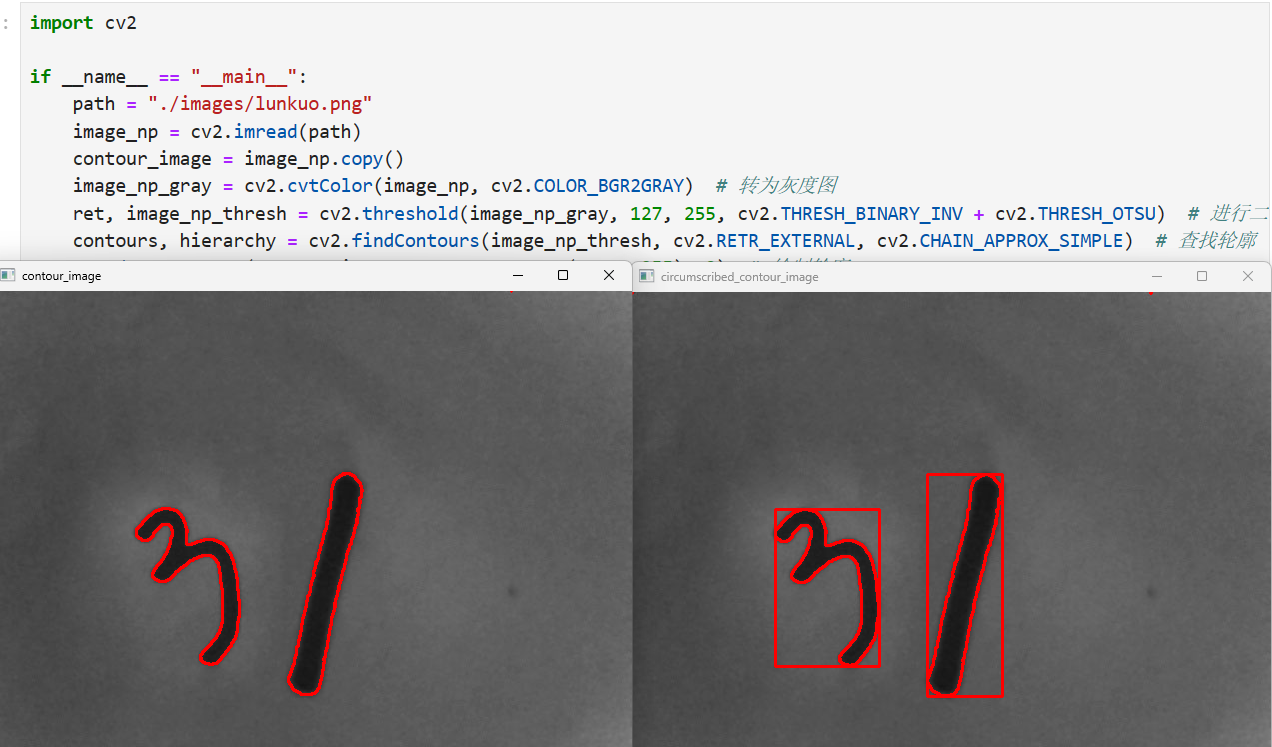 import cv2
if __name__ == "__main__":
    path = "./images/lunkuo.png"
    image_np = cv2.imread(path)
    contour_image = image_np.copy()
    image_np_gray = cv2.cvtColor(image_np, cv2.COLOR_BGR2GRAY)  # 转为灰度图
    ret, image_np_thresh = cv2.threshold(image_np_gray, 127, 255, cv2.THRESH_BINARY_INV + cv2.THRESH_OTSU)  # 进行二
    contours, hierarchy = cv2.findContours(image_np_thresh, cv2.RETR_EXTERNAL, cv2.CHAIN_APPROX_SIMPLE)  # 查找轮廓
contour_image
circumscribed_contour_image
31
31